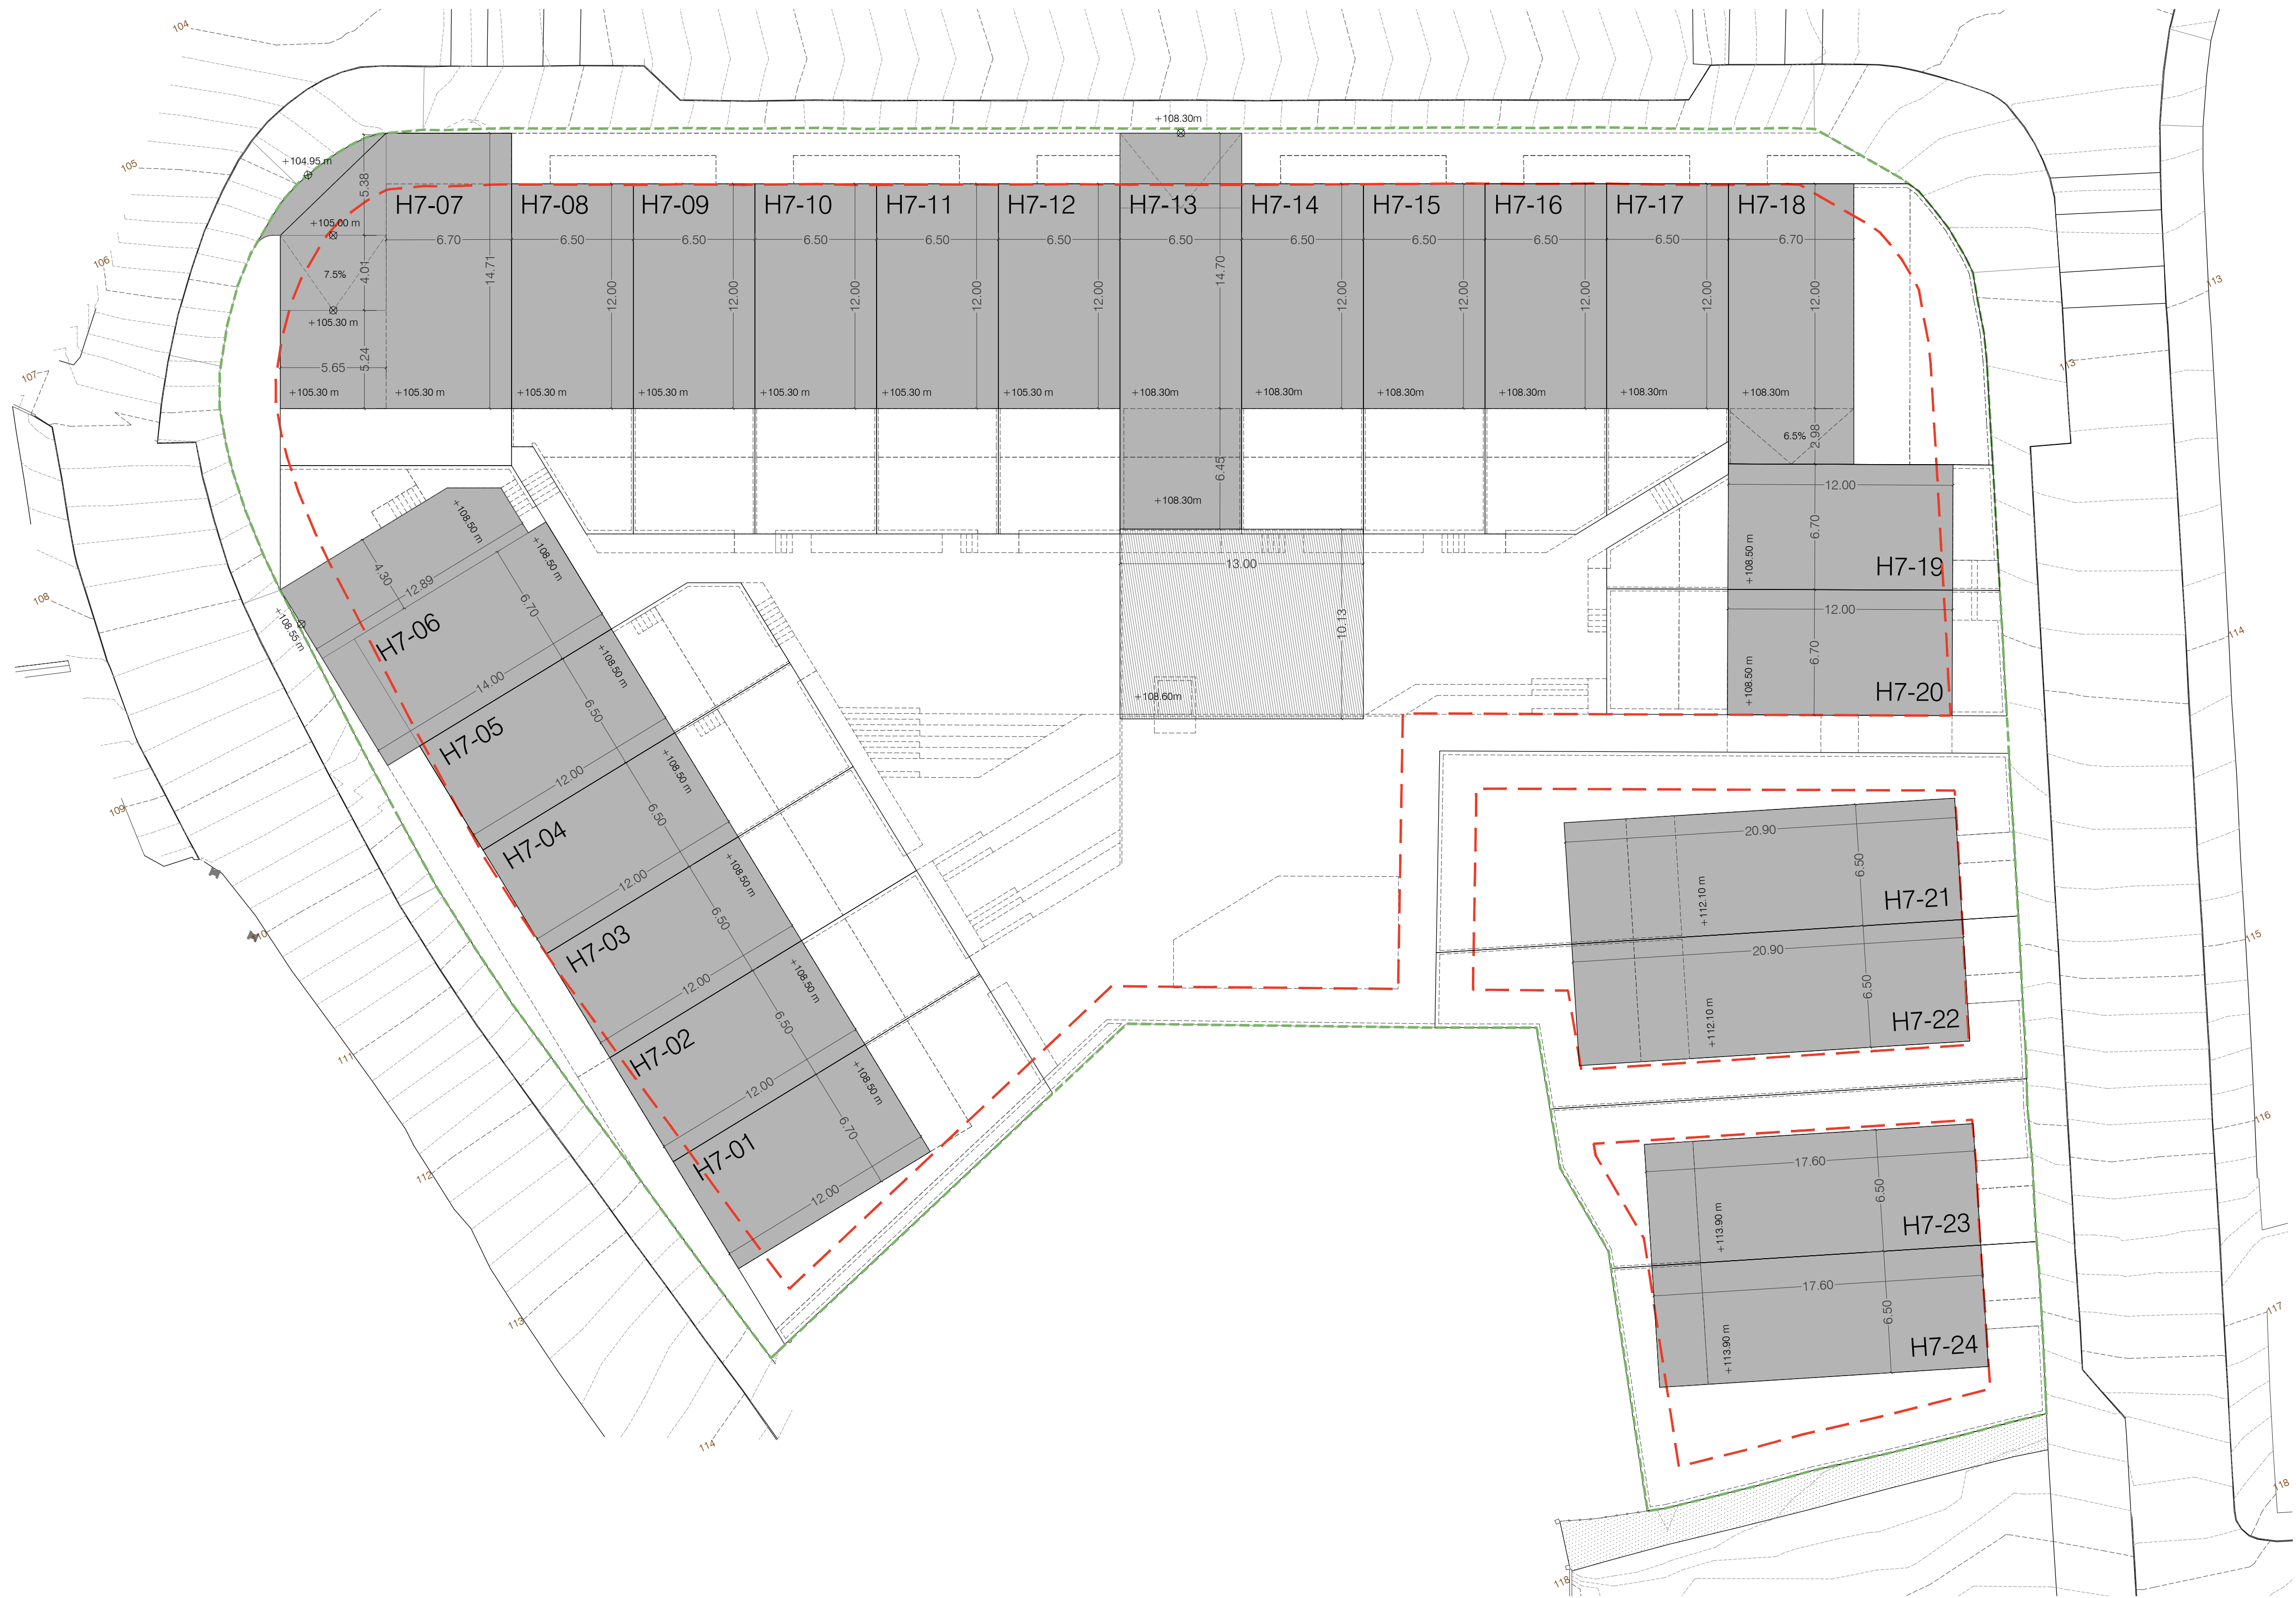 104
+108.30m
105
+104.95 m
5.38
H7-07
H7-08
H7-09
H7-10
H7-11
H7-12
H7-13
H7-14
H7-15
H7-16
H7-17
H7-18
+105.00 m
6.70
6.50
6.50
6.50
6.50
6.50
6.50
6.50
6.50
6.50
6.50
6.70
106
7.5%
4.01
14.71
12.00
12.00
12.00
12.00
12.00
14.70
12.00
12.00
12.00
12.00
12.00
113
+105.30 m
5.24
5.65
107
113
+105.30 m
+105.30 m
+105.30 m
+105.30 m
+105.30 m
+105.30 m
+105.30 m
+108.30m
+108.30m
+108.30m
+108.30m
+108.30m
+108.30m
6.5%
2.98
6.45
+108.30m
12.00
6.70
+108.50 m
H7-19
+108.50 m
+108.50 m
4.30
12.89
6.70
13.00
10.13
108
+108.55 m
H7-06
14.00
12.00
6.70
+108.50 m
H7-20
114
+108.50 m
6.50
+108.60m
H7-05
12.00
+108.50 m
6.50
109
H7-04
12.00
+108.50 m
6.50
20.90
6.50
+112.10 m
H7-21
110
H7-03
12.00
+108.50 m
6.50
20.90
6.50
115
+112.10 m
H7-22
111
H7-02
12.00
+108.50 m
6.70
116
H7-01
12.00
112
17.60
6.50
+113.90 m
H7-23
113
17.60
6.50
+113.90 m
H7-24
117
114
118
118